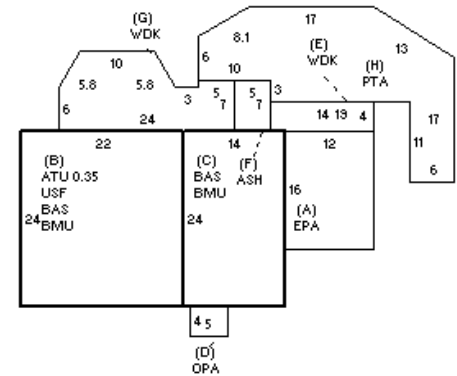 (G)
WDK
17
8.1
(E)
WDK
13
(H)
PTA
6
10
10
5.8
5.8
3
5
7
5
7
3
6
24
14
19
4
17
11
6
22
14
12
(B)
ATU 0.35
USF
BAS
BMU
24
(C)
BAS
BMU
24
(F)
ASH
16
(A)
EPA
4
5
(D)
OPA